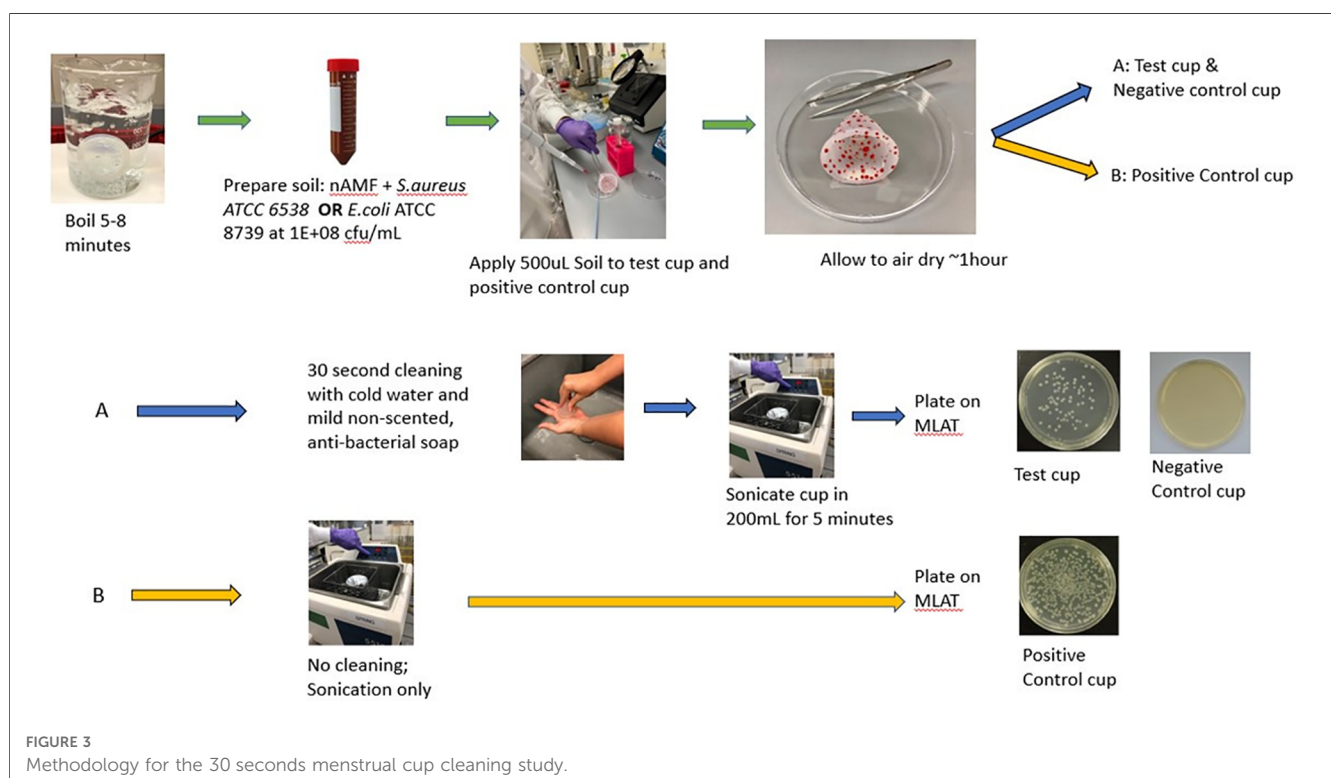 Boil 5-8
minutes
Prepare soil: nAMF + S.aureus
ATCC 6538 OR E.coli ATCC
8739 at 1E+08 cfu/mL
Apply 500uL Soil to test cup and
positive control cup
Allow to air dry ~1hour
A: Test cup &
Negative control cup
B: Positive Control cup
A
30 second cleaning
with cold water and
mild non-scented,
anti-bacterial soap
Sonicate cup in
200mL for 5 minutes
Plate on
MLAT
Test cup
Negative
Control cup
B
No cleaning;
Sonication only
Plate on
MLAT
Positive
Control cup
FIGURE 3
Methodology for the 30 seconds menstrual cup cleaning study.